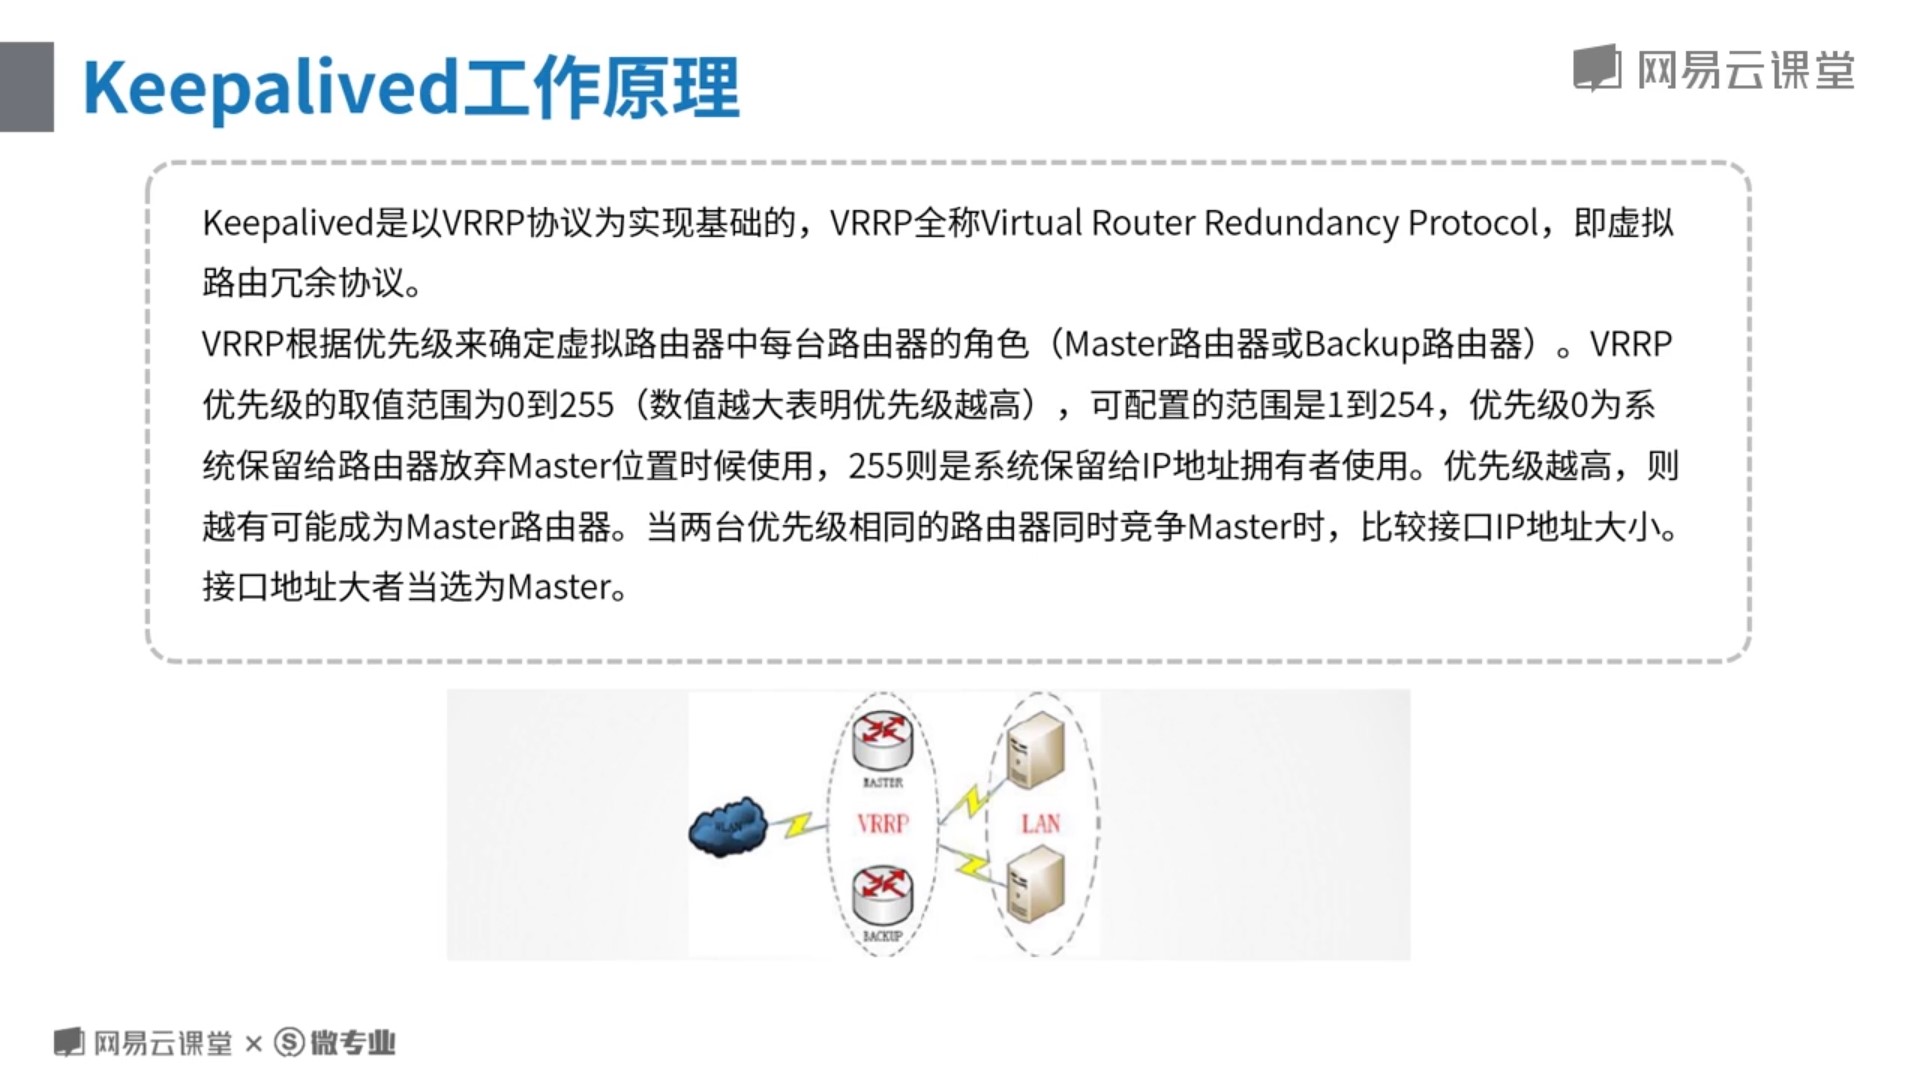 Keepalived工作原理
网易云课堂
Keepalived是以VRRP协议为实现基础的，VRRP全称Virtual Router Redundancy Protocol，即虚拟
路由冗余协议。
VRRP根据优先级来确定虚拟路由器中每台路由器的角色（Master路由器或Backup路由器）。VRRP
优先级的取值范围为0到255（数值越大表明优先级越高），可配置的范围是1到254，优先级0为系
统保留给路由器放弃Master位置时候使用，255则是系统保留给IP地址拥有者使用。优先级越高，则
越有可能成为Master路由器。当两台优先级相同的路由器同时竞争Master时，比较接口IP地址大小。
接口地址大者当选为Master。
MASTER
WLAN
VRRP
LAN
BACKUP
网易云课堂 × 微专业